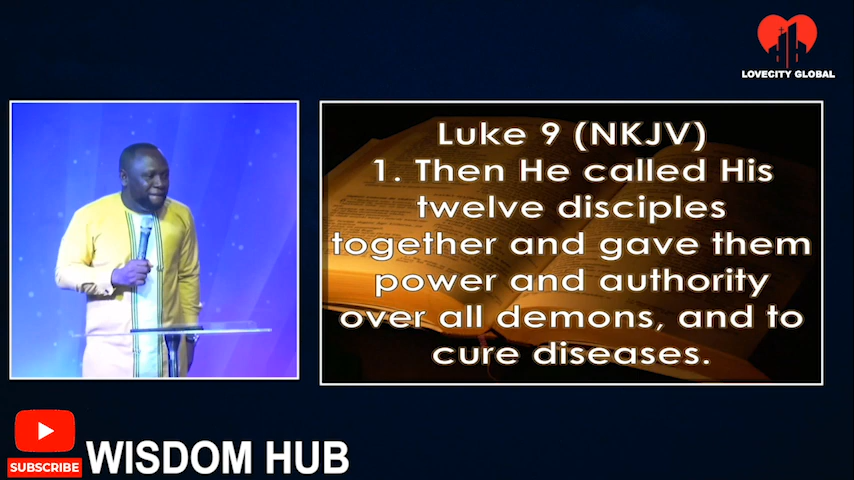 LOVECITY GLOBAL
Luke 9 (NKJV)
1. Then He called His
twelve disciples
together and gave them
power and authority
over all demons, and to
cure diseases.
SUBSCRIBE
WISDOM HUB